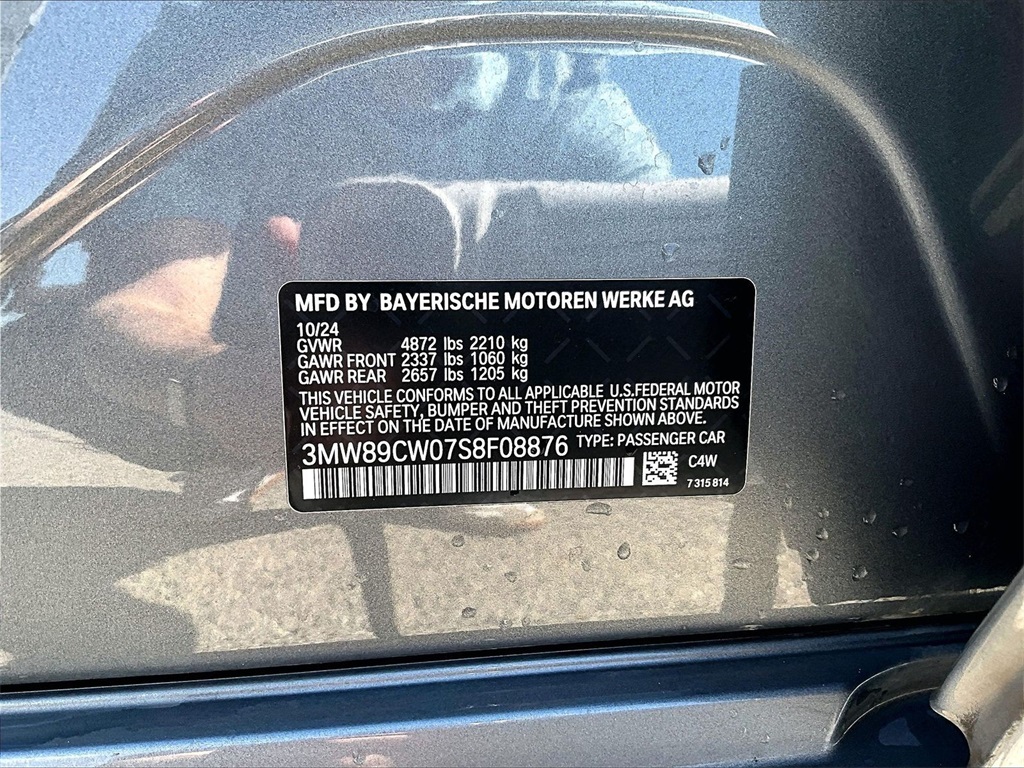 MFD BY BAYERISCHE MOTOREN WERKE AG
10/24
GVWR 4872 lbs 2210 kg
GAWR FRONT 2337 lbs 1060 kg
GAWR REAR 2657 lbs 1205 kg
THIS VEHICLE CONFORMS TO ALL APPLICABLE U.S.FEDERAL MOTOR
VEHICLE SAFETY, BUMPER AND THEFT PREVENTION STANDARDS
IN EFFECT ON THE DATE OF MANUFACTURE SHOWN ABOVE.
3MW89CW07S8F08876 TYPE: PASSENGER CAR
C4W
7 315 814